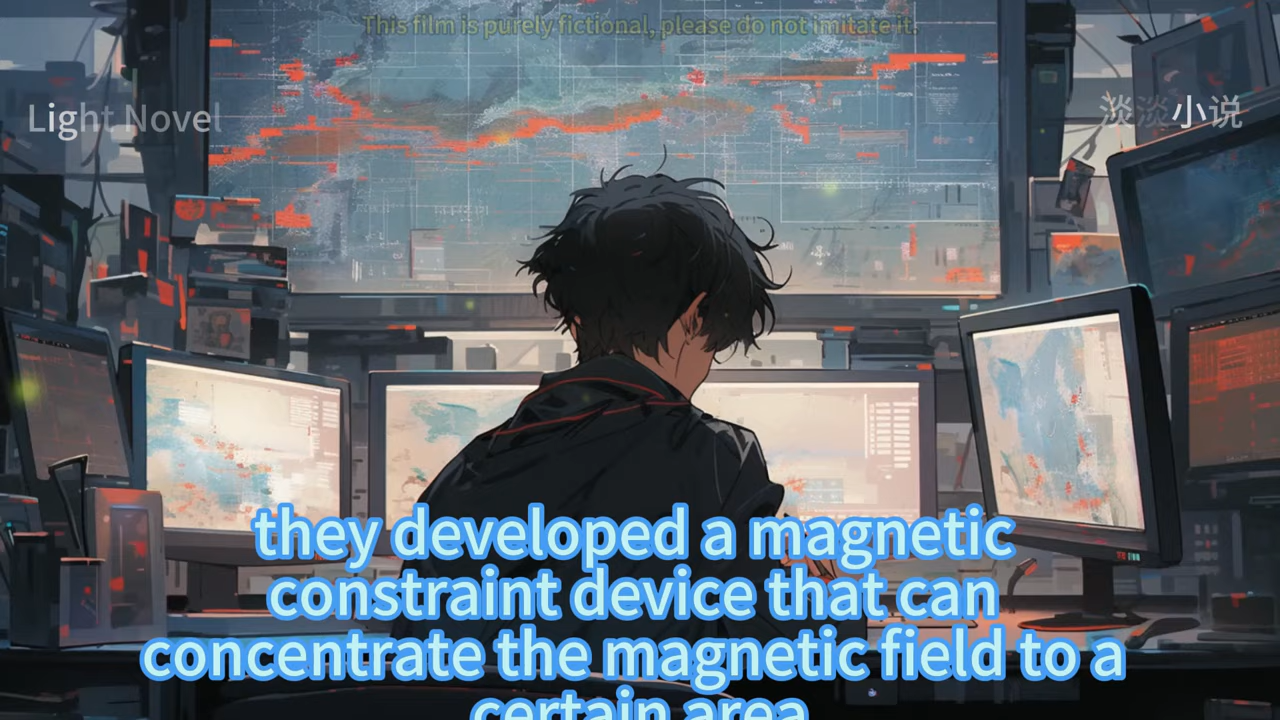 This film is purely fictional, please do not imitate it.
Light Novel
淡淡小说
they developed a magnetic
constraint device that can
concentrate the magnetic field to a
certain area